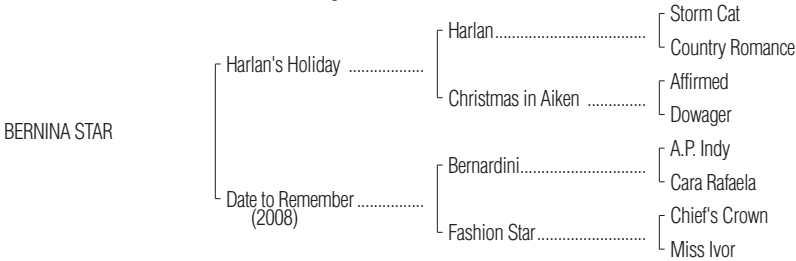 Storm Cat
Harlan...................................
Country Romance
Harlan's Holiday ..................
Affirmed
Christmas in Aiken ..............
Dowager
BERNINA STAR
A.P. Indy
Bernardini..............................
Cara Rafaela
Date to Remember ................
(2008)
Chief's Crown
Fashion Star..........................
Miss Ivor